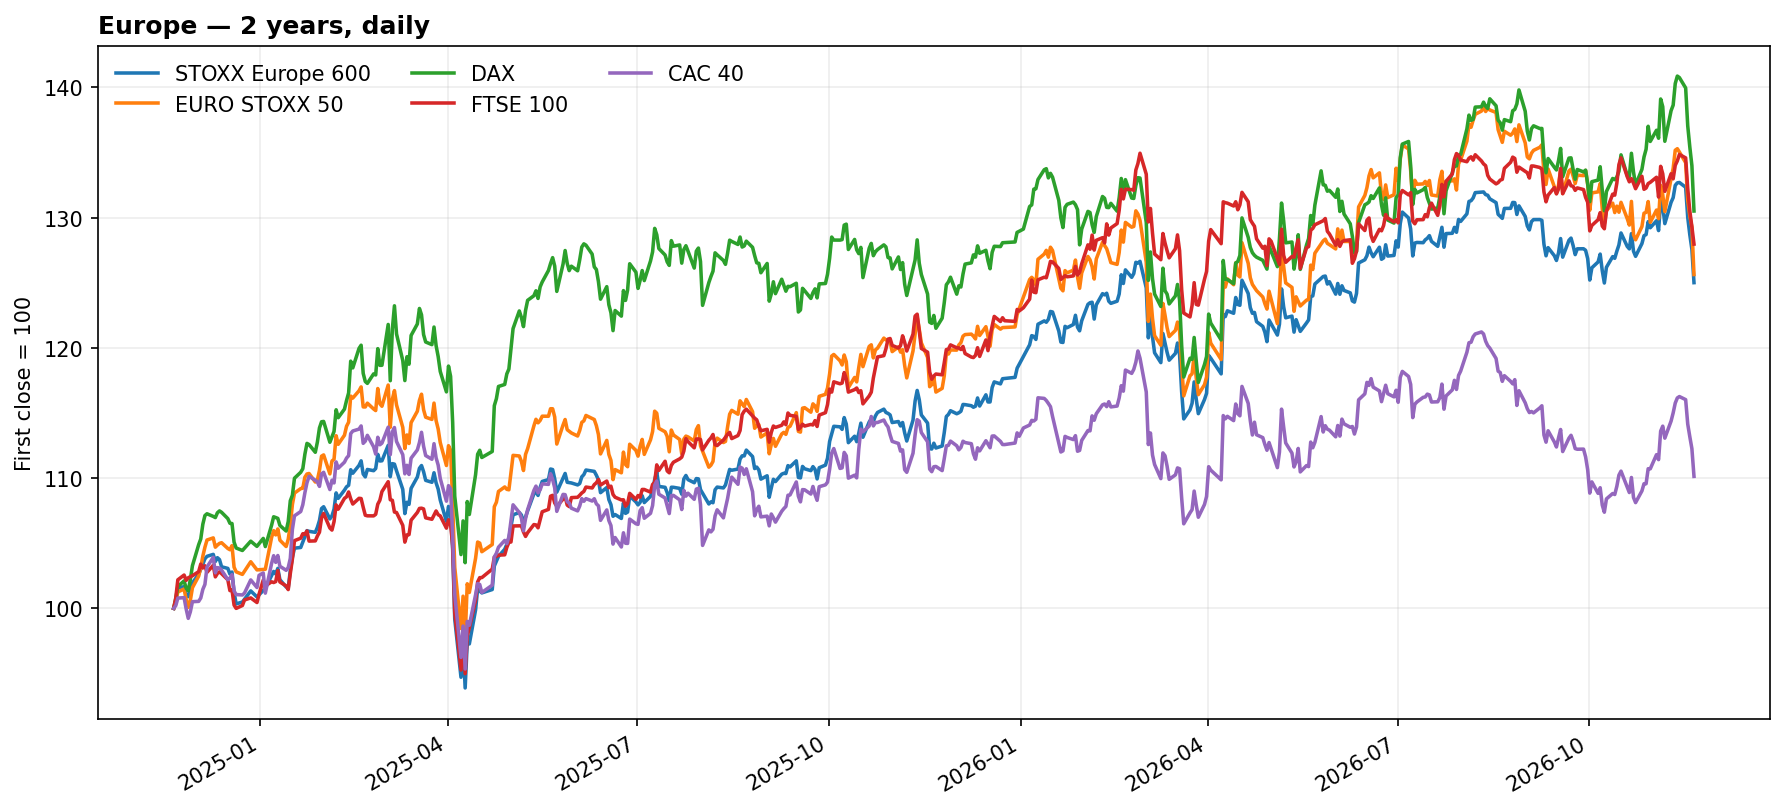 Europe — 2 years, daily
STOXX Europe 600
EURO STOXX 50
DAX
FTSE 100
CAC 40
First close = 100
140
130
120
110
100
2025-01
2025-04
2025-07
2025-10
2026-01
2026-04
2026-07
2026-10